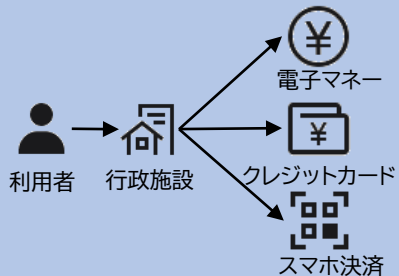 ¥
電子マネー
¥
利用者
行政施設
クレジットカード
スマホ決済